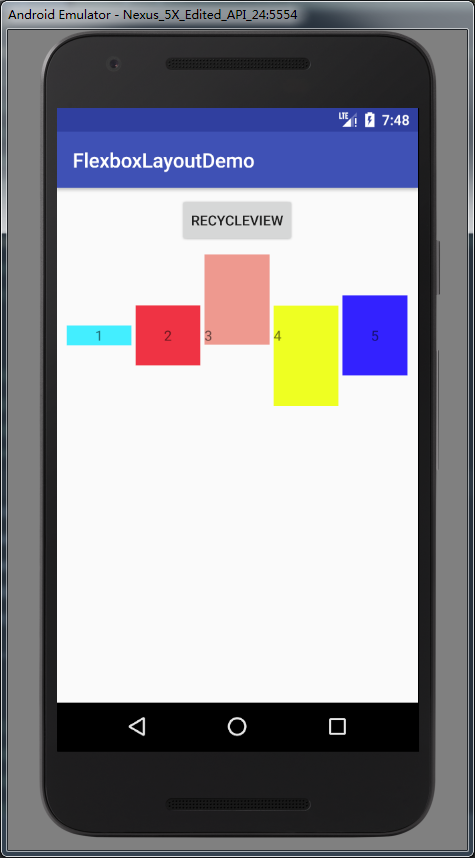 Android Emulator - Nexus_5X_Edited_API_24:5554
LTE 7:48
FlexboxLayoutDemo
RECYCLEVIEW
1 2 3 4 5